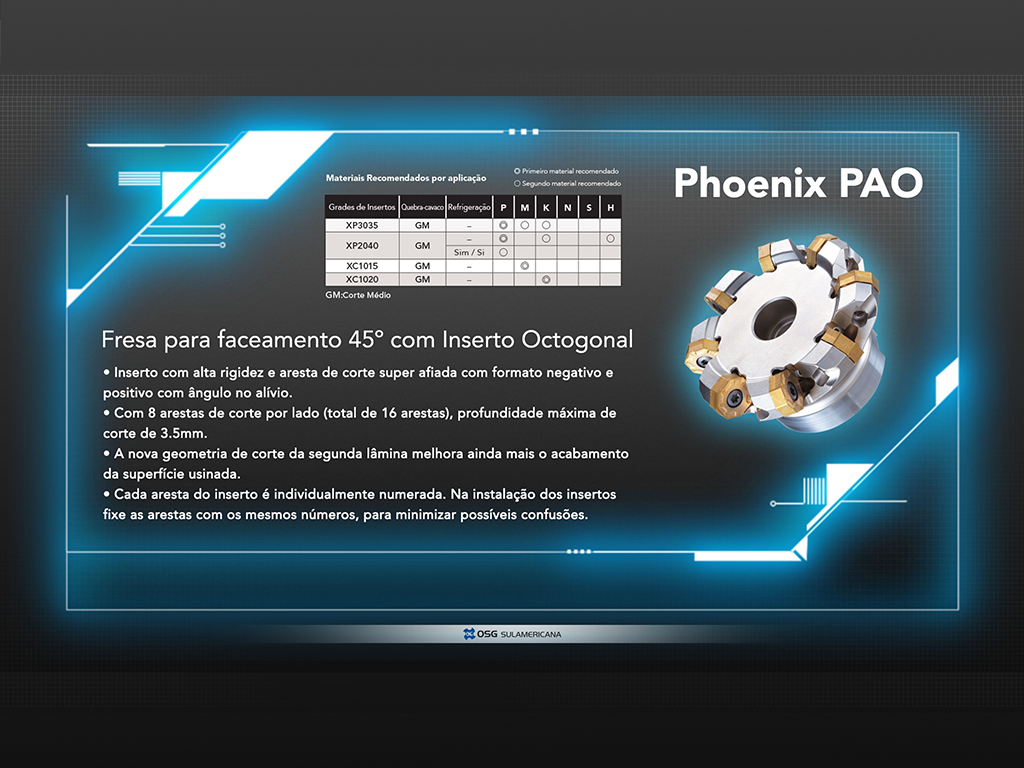 Phoenix PAO
Materiais Recomendados por aplicação
◎ Primeiro material recomendado
○ Segundo material recomendado
Grades de Insertos Quebra-cavaco Refrigeração P M K N S H
XP3035 GM – ◎ ○ ○
XP2040 GM – ◎ ○ ○
Sim / Si ○
XC1015 GM – ◎
XC1020 GM – ◎
GM:Corte Médio
Fresa para faceamento 45º com Inserto Octogonal
• Inserto com alta rigidez e aresta de corte super afiada com formato negativo e
positivo com ângulo no alívio.
• Com 8 arestas de corte por lado (total de 16 arestas), profundidade máxima de
corte de 3.5mm.
• A nova geometria de corte da segunda lâmina melhora ainda mais o acabamento
da superfície usinada.
• Cada aresta do inserto é individualmente numerada. Na instalação dos insertos
fixe as arestas com os mesmos números, para minimizar possíveis confusões.
OSG SULAMERICANA